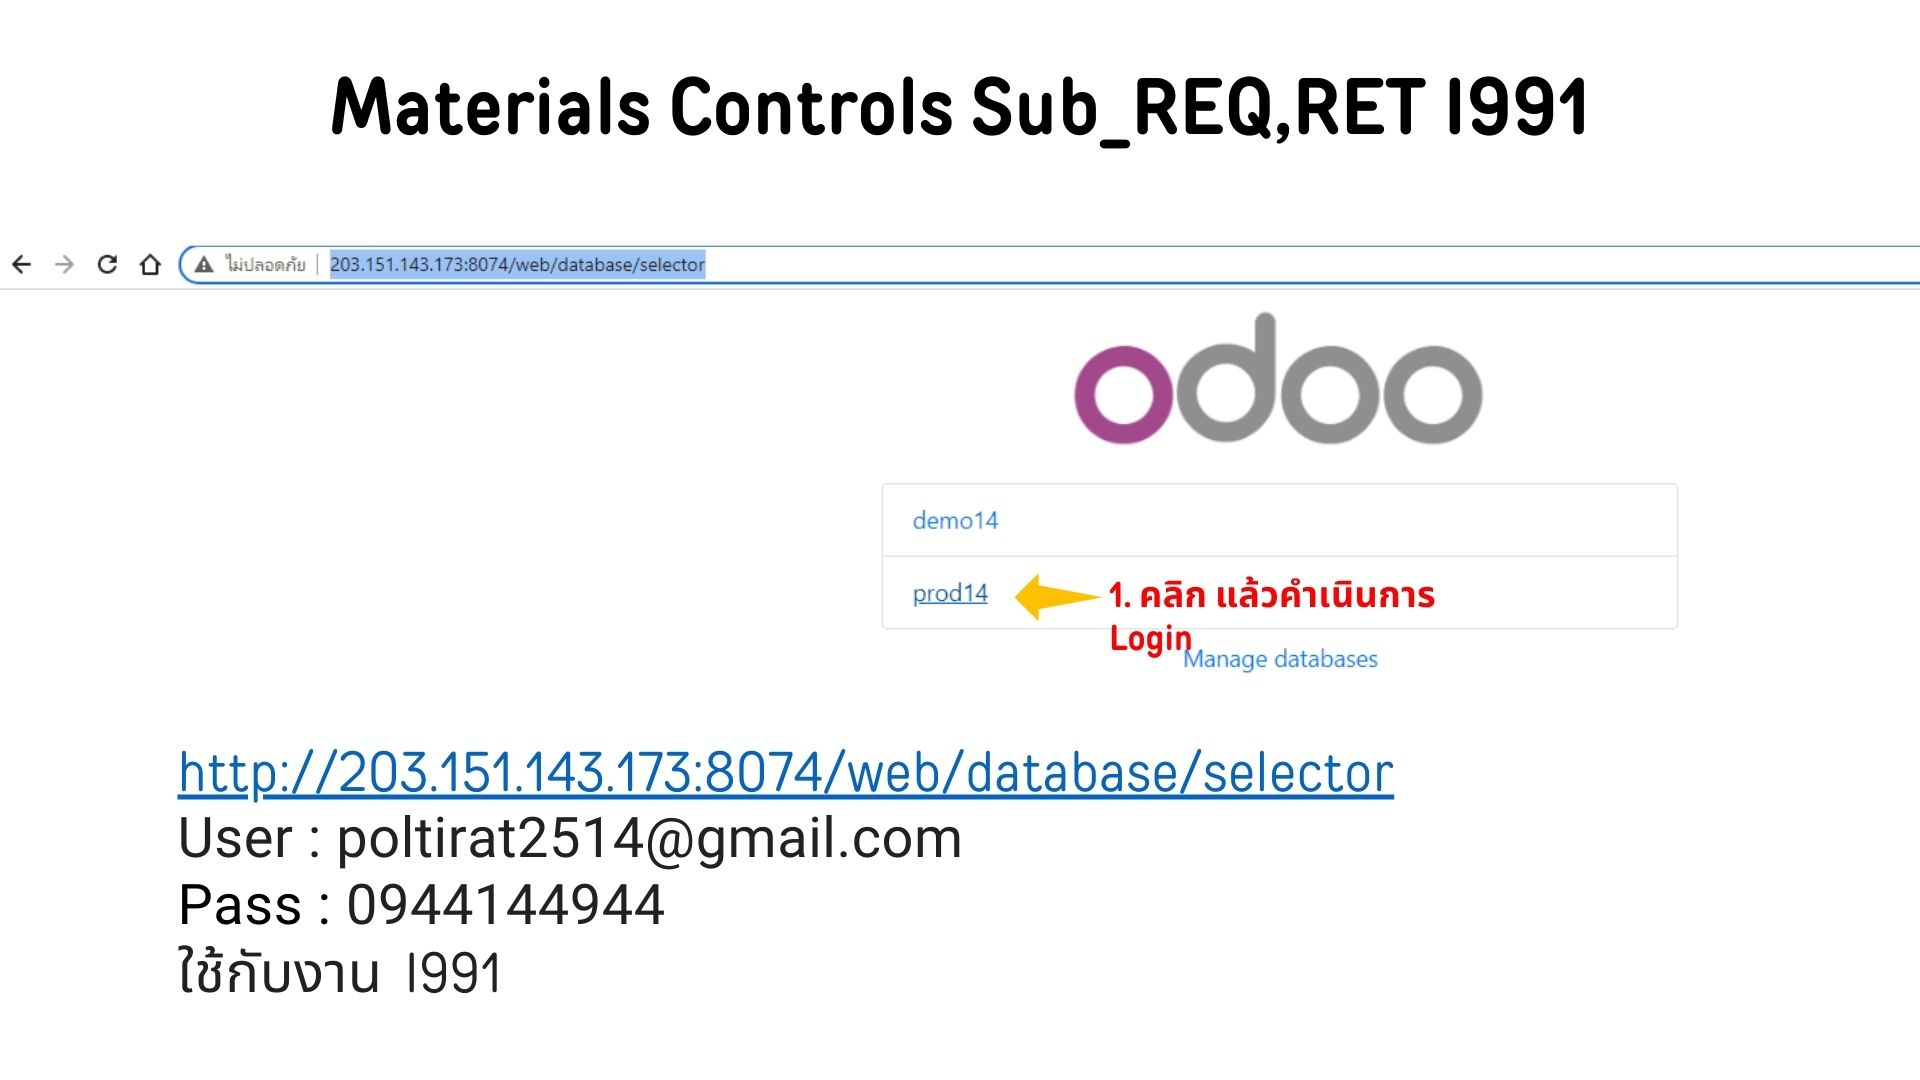 Materials Controls Sub_REQ,RET I991
ไม่ปลอดภัย 203.151.143.173:8074/web/database/selector
odoo
demo14
prod14
1. คลิก แล้วคำเนินการ
Login
Manage databases
http://203.151.143.173:8074/web/database/selector
User : poltirat2514@gmail.com
Pass : 0944144944
ใช้กับงาน I991